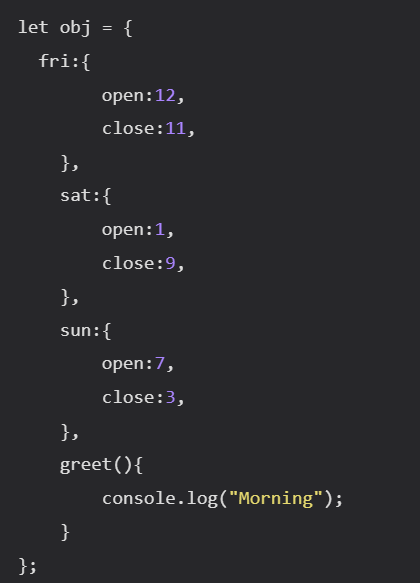 let obj = {
  fri:{
        open:12,
        close:11,
    },
    sat:{
        open:1,
        close:9,
    },
    sun:{
        open:7,
        close:3,
    },
    greet(){
        console.log("Morning");
    }
};